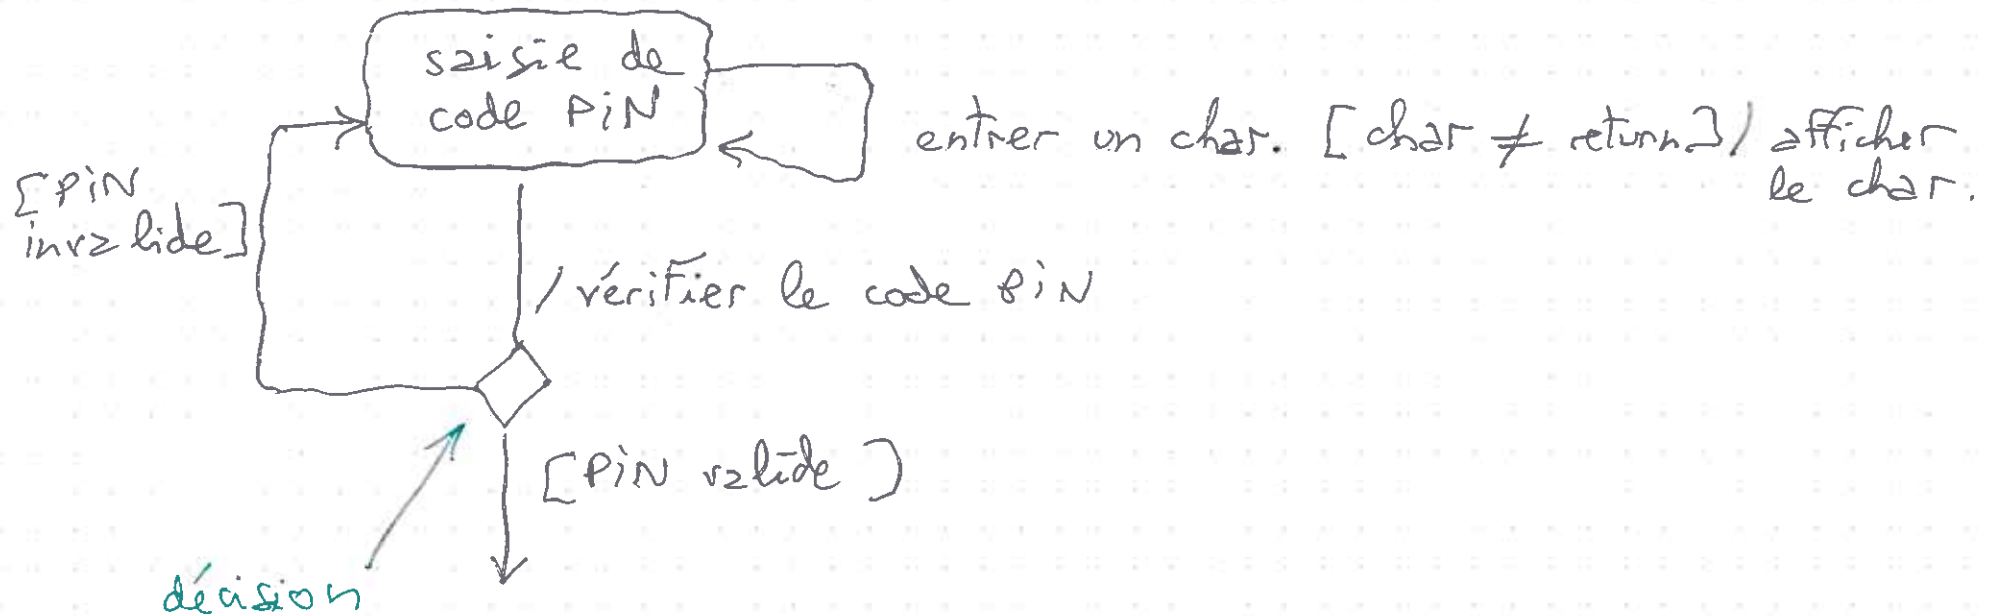 saisie de
code PiN
entrer un char. [char ≠ return] / afficher
le char.
[PiN
invalide]
/ vérifier le code PiN
[PiN valide]
décision